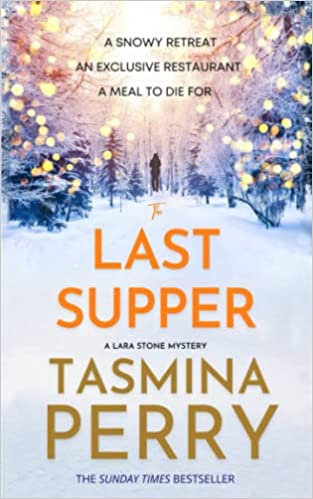 A SNOWY RETREAT
AN EXCLUSIVE RESTAURANT
A MEAL TO DIE FOR
The
LAST
SUPPER
A LARA STONE MYSTERY
TASMINA
PERRY
THE SUNDAY TIMES BESTSELLER